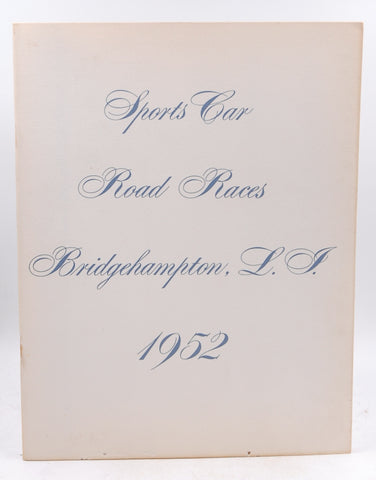 Sports Car
Road Races
Bridgehampton, L. I.
1952